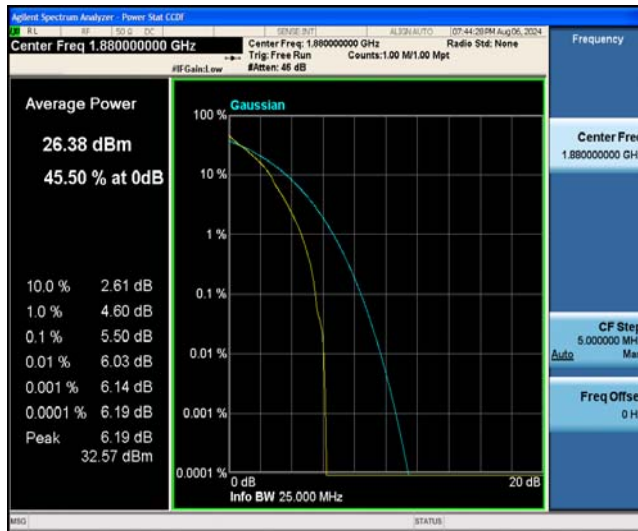 Agilent Spectrum Analyzer - Power Stat CCDF
RL RF 50 Ω DC SENSE:INT ALIGN AUTO 07:44:28 PM Aug 06, 2024
Center Freq 1.880000000 GHz
Center Freq: 1.880000000 GHz Radio Std: None
Trig: Free Run Counts:1.00 M/1.00 Mpt
#IFGain:Low #Atten: 46 dB
Frequency
Average Power
26.38 dBm
45.50 % at 0dB
10.0 % 2.61 dB
1.0 % 4.60 dB
0.1 % 5.50 dB
0.01 % 6.03 dB
0.001 % 6.14 dB
0.0001 % 6.19 dB
Peak 6.19 dB
32.57 dBm
Gaussian
100 %
10 %
1 %
0.1 %
0.01 %
0.001 %
0.0001 %
0 dB 20 dB
Info BW 25.000 MHz
Center Fre
1.880000000 GH
CF Step
5.000000 MH
Auto Ma
Freq Offse
0 H
MSG STATUS